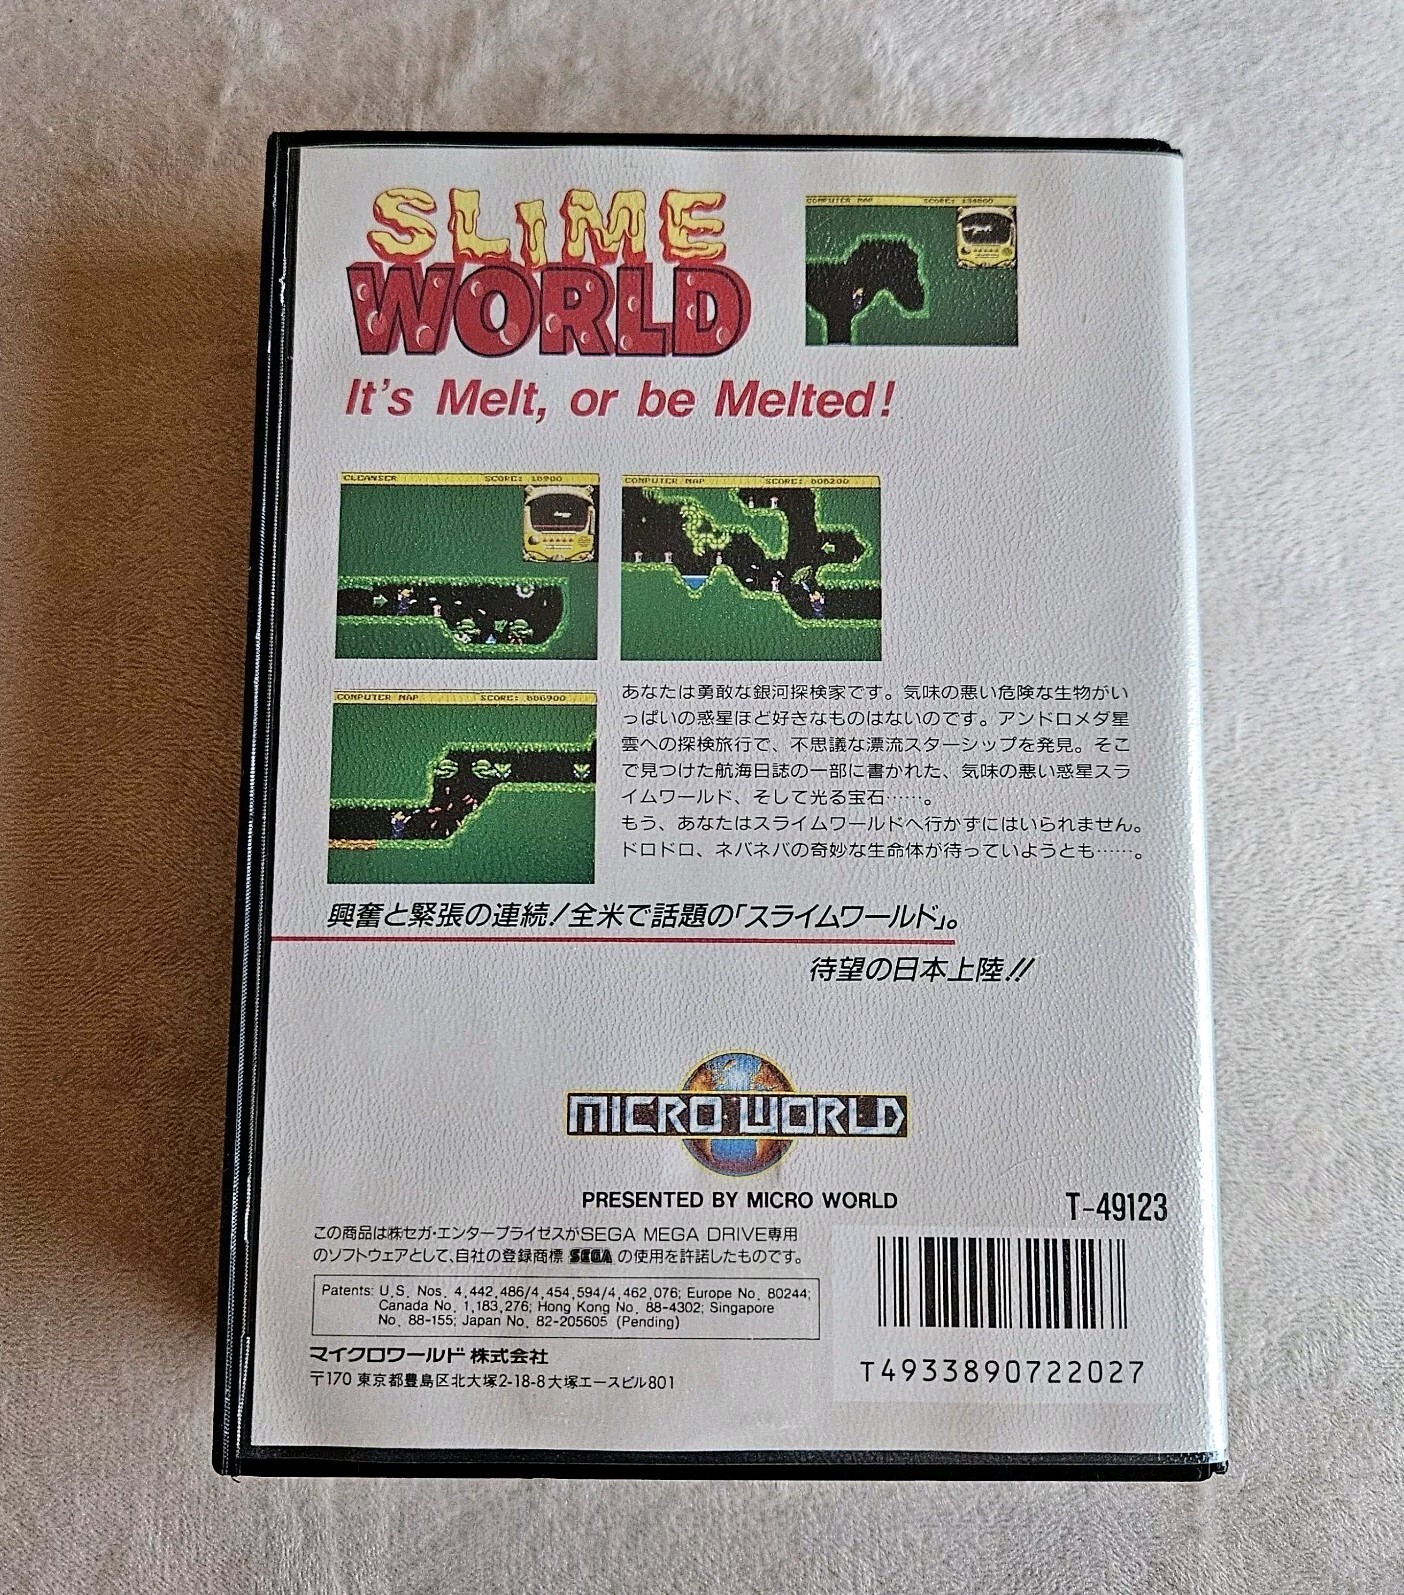 SLIME
WORLD
It's Melt, or be Melted!
COMPUTER MAP SCORE: 134800
CLEANSER SCORE: 18900
COMPUTER MAP SCORE: 806200
COMPUTER MAP SCORE: 886900
あなたは勇敢な銀河探検家です。気味の悪い危険な生物がい
っぱいの惑星ほど好きなものはないのです。アンドロメダ星
雲への探検旅行で、不思議な漂流スターシップを発見。そこ
で見つけた航海日誌の一部に書かれた、気味の悪い惑星スラ
イムワールド、そして光る宝石……。
もう、あなたはスライムワールドへ行かずにはいられません。
ドロドロ、ネバネバの奇妙な生命体が待っていようとも……。
興奮と緊張の連続!全米で話題の「スライムワールド」。
待望の日本上陸!!
MICRO WORLD
PRESENTED BY MICRO WORLD
T-49123
この商品は㈱セガ・エンタープライゼスがSEGA MEGA DRIVE専用
のソフトウェアとして、自社の登録商標 SEGA の使用を許諾したものです。
Patents: U.S. Nos. 4,442,486/4,454,594/4,462,076; Europe No. 80244;
Canada No. 1,183,276; Hong Kong No. 88-4302; Singapore
No. 88-155; Japan No. 82-205605 (Pending)
マイクロワールド 株式会社
〒170 東京都豊島区北大塚2-18-8大塚エースビル801
T4933890722027